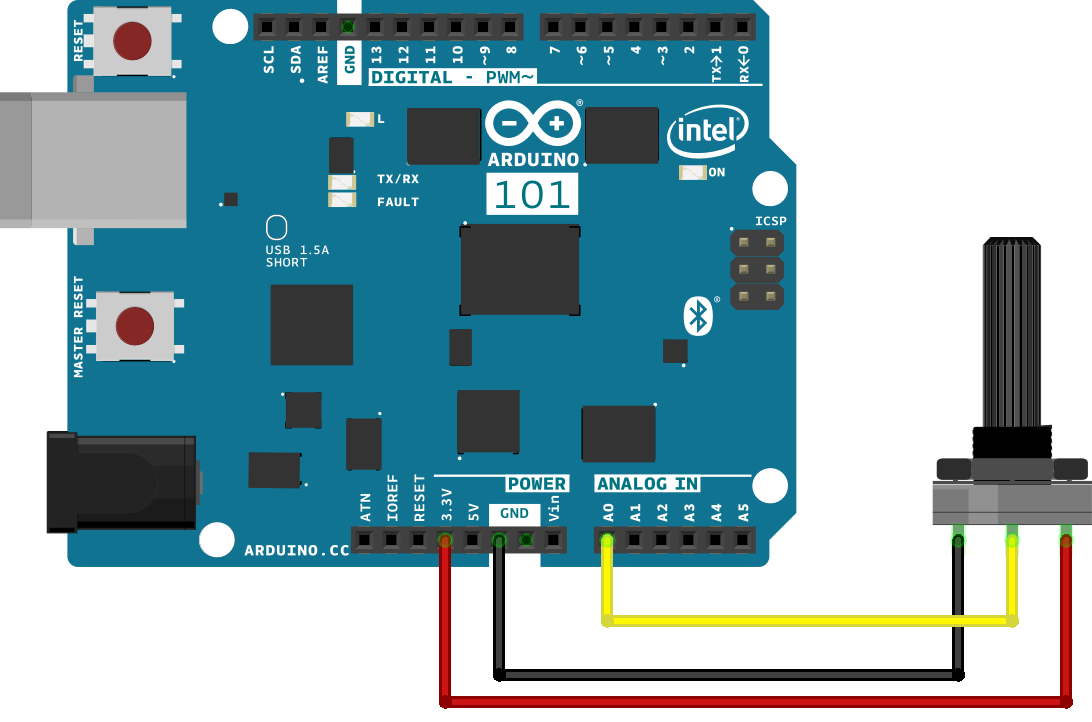 RESET
SCL
SDA
AREF
GND
13
12
11
10
~9
8
7
~6
~5
4
~3
2
TX→1
RX←0
DIGITAL - PWM~
L
intel
®
ARDUINO
ON
TX/RX
101
FAULT
ICSP
USB 1.5A
SHORT
MASTER RESET
®
POWER
ANALOG IN
ATN
IOREF
RESET
3.3V
5V
GND
Vin
A0
A1
A2
A3
A4
A5
ARDUINO.CC